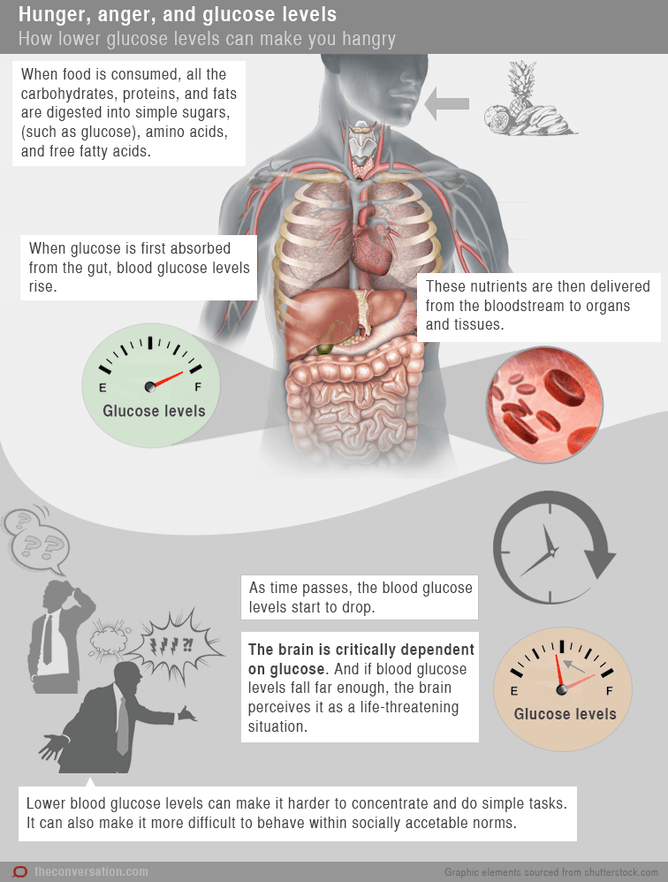 Hunger, anger, and glucose levels
How lower glucose levels can make you hangry
When food is consumed, all the
carbohydrates, proteins, and fats
are digested into simple sugars,
(such as glucose), amino acids,
and free fatty acids.
When glucose is first absorbed
from the gut, blood glucose levels
rise.
These nutrients are then delivered
from the bloodstream to organs
and tissues.
E F
Glucose levels
??
??
?!
As time passes, the blood glucose
levels start to drop.
The brain is critically dependent
on glucose. And if blood glucose
levels fall far enough, the brain
perceives it as a life-threatening
situation.
E F
Glucose levels
Lower blood glucose levels can make it harder to concentrate and do simple tasks.
It can also make it more difficult to behave within socially accetable norms.
theconversation.com
Graphic elements sourced from shutterstock.com